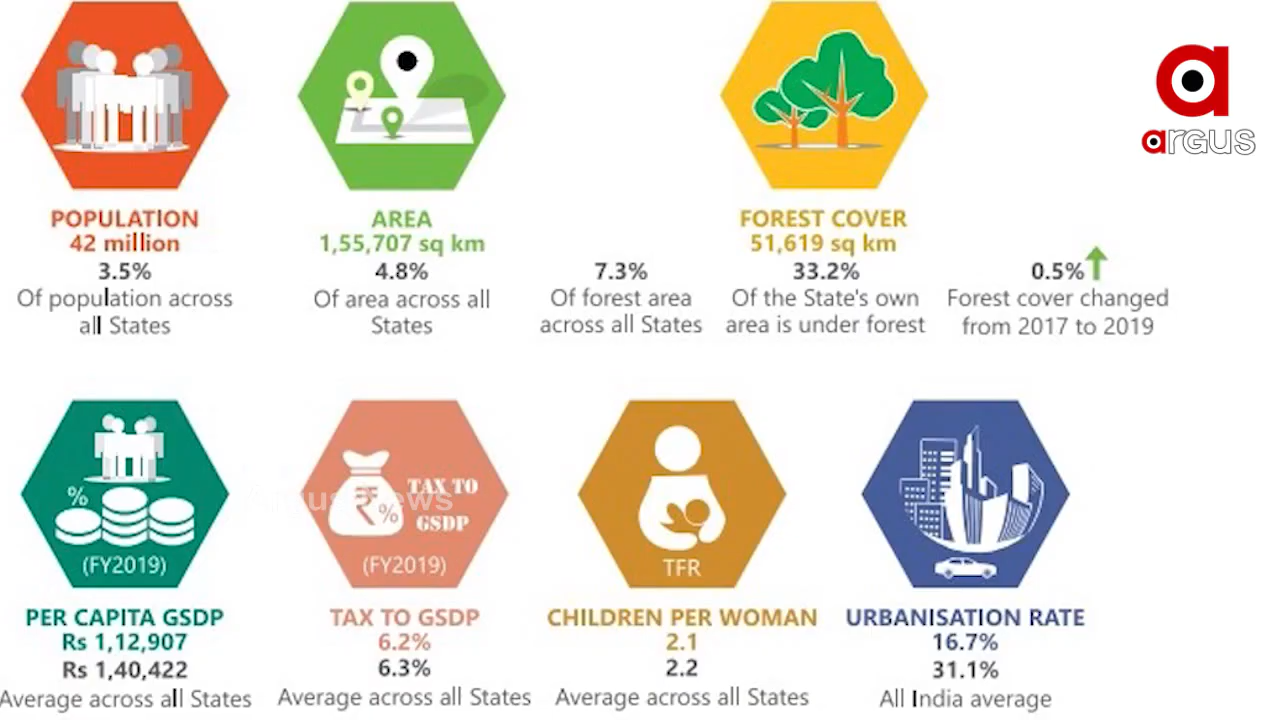 argus
POPULATION
42 million
3.5%
Of population across
all States
AREA
1,55,707 sq km
4.8%
Of area across all
States
7.3%
Of forest area
across all States
FOREST COVER
51,619 sq km
33.2%
Of the State's own
area is under forest
0.5%
Forest cover changed
from 2017 to 2019
%
(FY2019)
PER CAPITA GSDP
Rs 1,12,907
Rs 1,40,422
Average across all States
Argus News
₹%
TAX TO
GSDP
(FY2019)
TAX TO GSDP
6.2%
6.3%
Average across all States
TFR
CHILDREN PER WOMAN
2.1
2.2
Average across all States
URBANISATION RATE
16.7%
31.1%
All India average